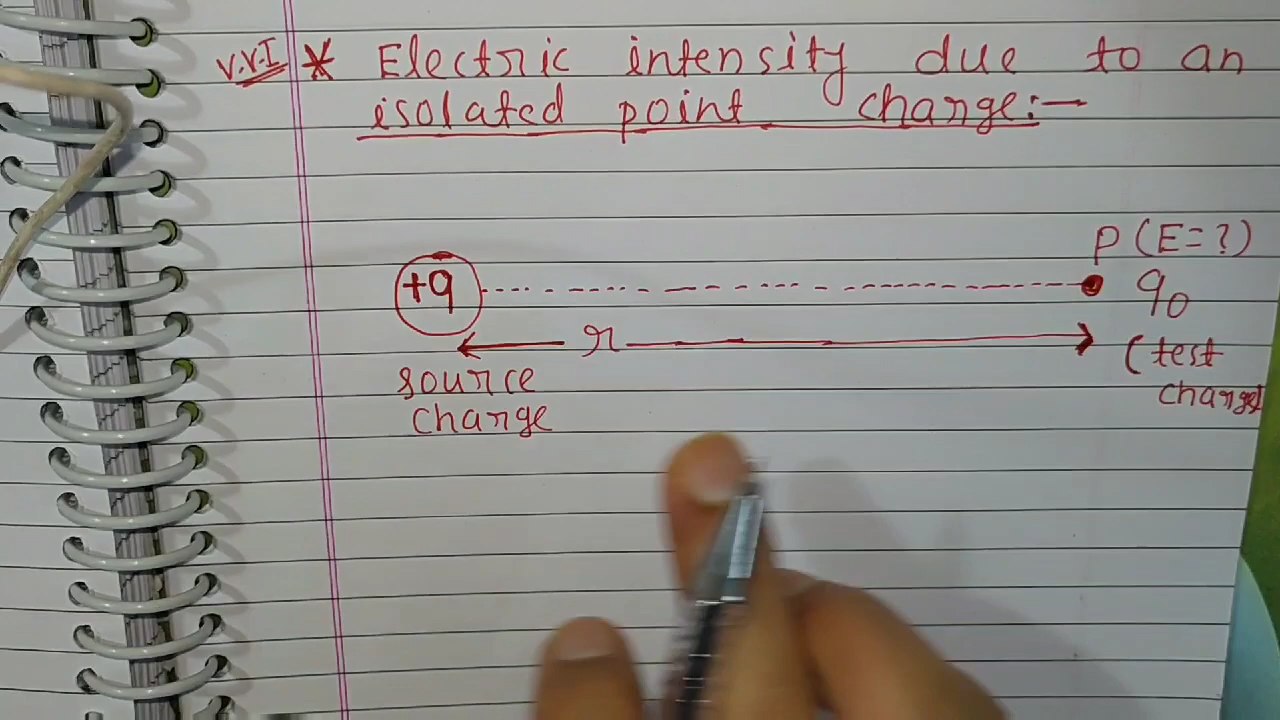 V.V.I * Electric intensity due to an
isolated point charge:-
P (E=?)
+q
q0
r
(test
charge)
source
charge